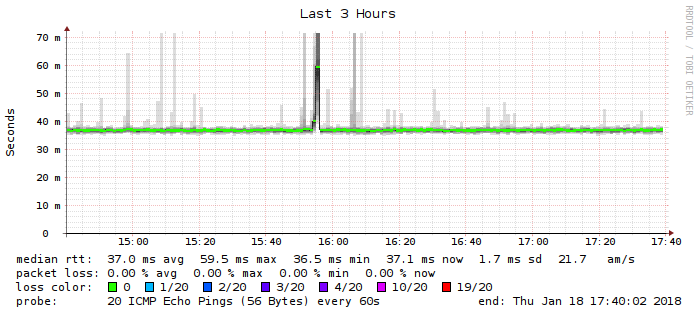 Last 3 Hours
RRDTOOL / TOBI OETIKER
Seconds
70 m
60 m
50 m
40 m
30 m
20 m
10 m
0
15:00 15:20 15:40 16:00 16:20 16:40 17:00 17:20 17:40
median rtt: 37.0 ms avg 59.5 ms max 36.5 ms min 37.1 ms now 1.7 ms sd 21.7 am/s
packet loss: 0.00 % avg 0.00 % max 0.00 % min 0.00 % now
loss color: 0 1/20 2/20 3/20 4/20 10/20 19/20
probe: 20 ICMP Echo Pings (56 Bytes) every 60s end: Thu Jan 18 17:40:02 2018